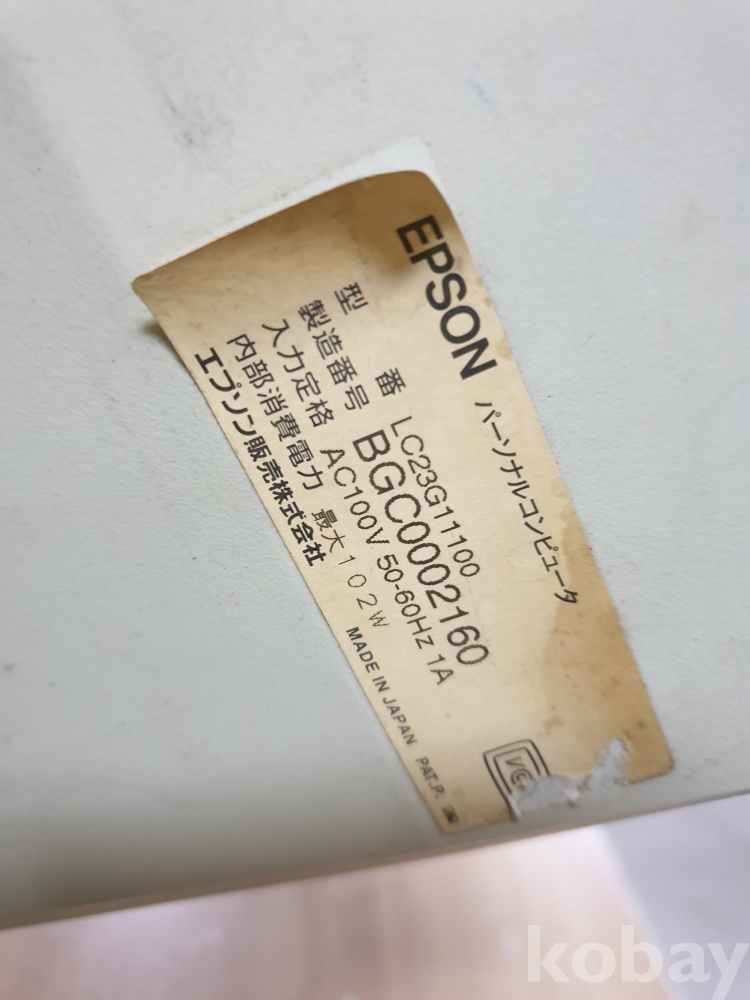 EPSON パーソナルコンピュータ
型 番 LC23G11100
製造番号 BGC0002160
入力定格 AC100V 50-60Hz 1A
内部消費電力 最大102W
エプソン販売株式会社 MADE IN JAPAN PAT.P.
kobay